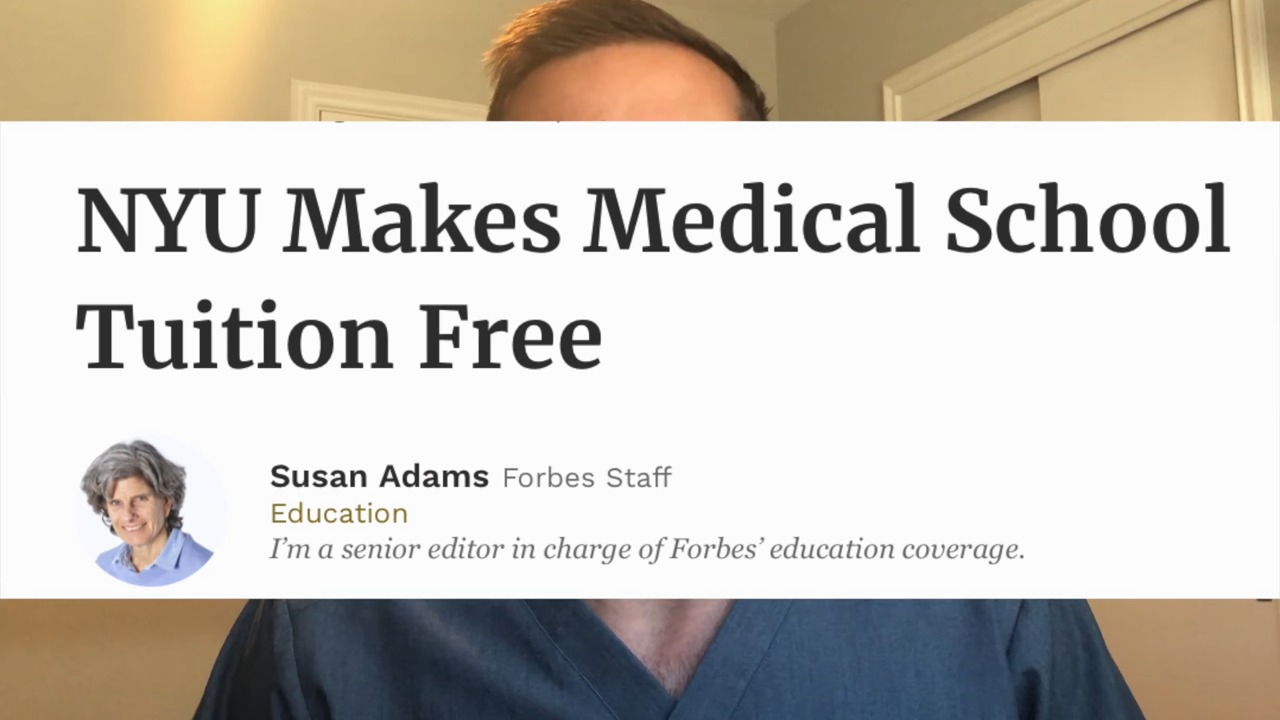 NYU Makes Medical School
Tuition Free
Susan Adams Forbes Staff
Education
I'm a senior editor in charge of Forbes' education coverage.